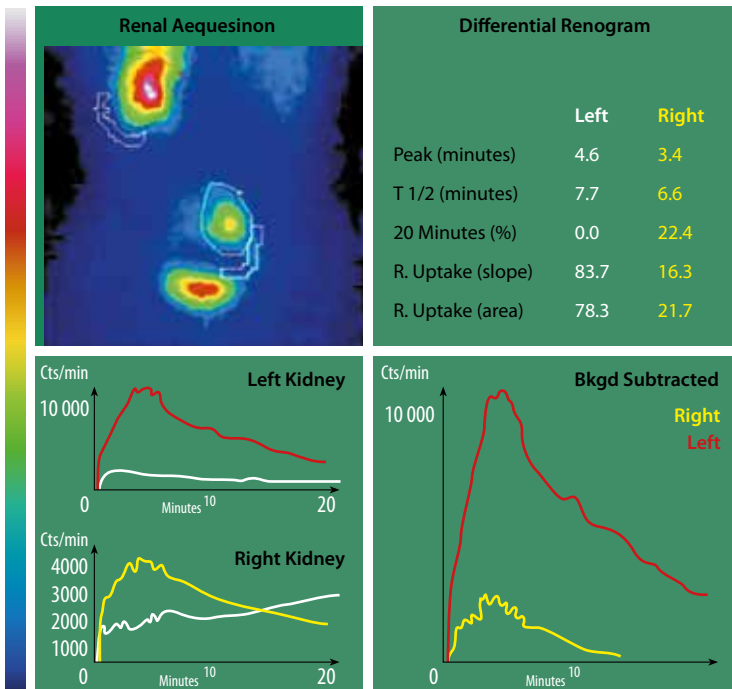 Renal Aequesinon
Differential Renogram
Left Right
Peak (minutes) 4.6 3.4
T 1/2 (minutes) 7.7 6.6
20 Minutes (%) 0.0 22.4
R. Uptake (slope) 83.7 16.3
R. Uptake (area) 78.3 21.7
Cts/min
Left Kidney
10 000
0 Minutes 10 20
Cts/min
Right Kidney
4000
3000
2000
1000
0 Minutes 10 20
Cts/min
Bkgd Subtracted
10 000
Right
Left
0 Minutes 10